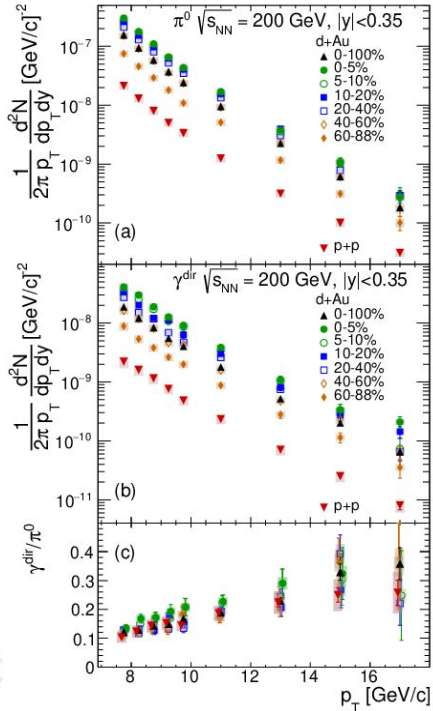 π⁰ √s_NN = 200 GeV, |y|<0.35
d+Au
0-100%
0-5%
5-10%
10-20%
20-40%
40-60%
60-88%
p+p
(a)
10⁻⁷
10⁻⁸
10⁻⁹
10⁻¹⁰
1/(2π p_T) d²N/(dp_T dy) [GeV/c]⁻²
γ^dir √s_NN = 200 GeV, |y|<0.35
d+Au
0-100%
0-5%
5-10%
10-20%
20-40%
40-60%
60-88%
p+p
(b)
10⁻⁸
10⁻⁹
10⁻¹⁰
10⁻¹¹
1/(2π p_T) d²N/(dp_T dy) [GeV/c]⁻²
(c)
0.4
0.3
0.2
0.1
0
γ^dir/π⁰
8 10 12 14 16
p_T [GeV/c]